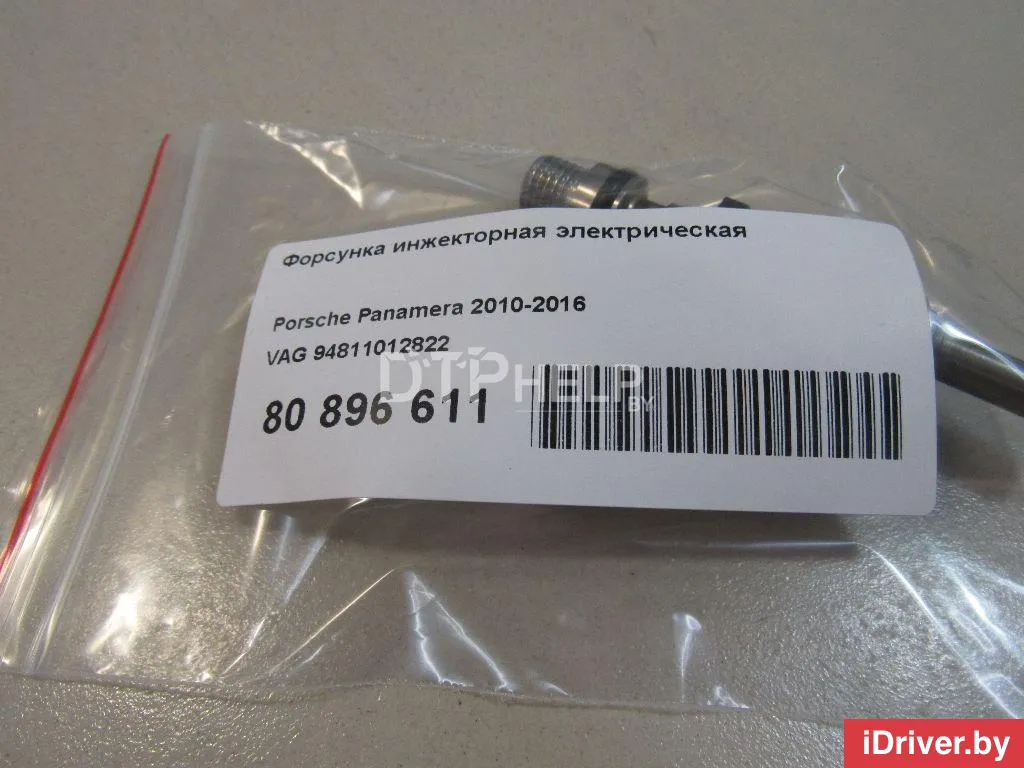 Форсунка инжекторная электрическая
Porsche Panamera 2010-2016
VAG 94811012822
80 896 611
DTPHELP
BY
iDriver.by